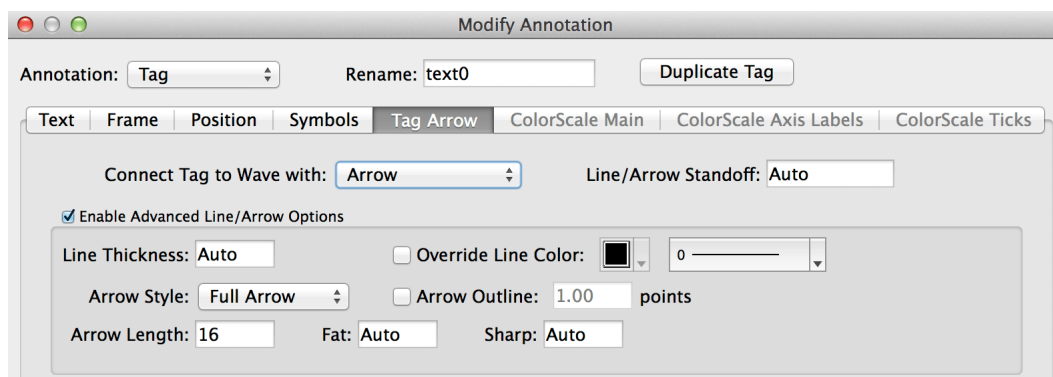 Modify Annotation
Annotation: Tag Rename: text0 Duplicate Tag
Text Frame Position Symbols Tag Arrow ColorScale Main ColorScale Axis Labels ColorScale Ticks
Connect Tag to Wave with: Arrow Line/Arrow Standoff: Auto
Enable Advanced Line/Arrow Options
Line Thickness: Auto Override Line Color: 0
Arrow Style: Full Arrow Arrow Outline: 1.00 points
Arrow Length: 16 Fat: Auto Sharp: Auto